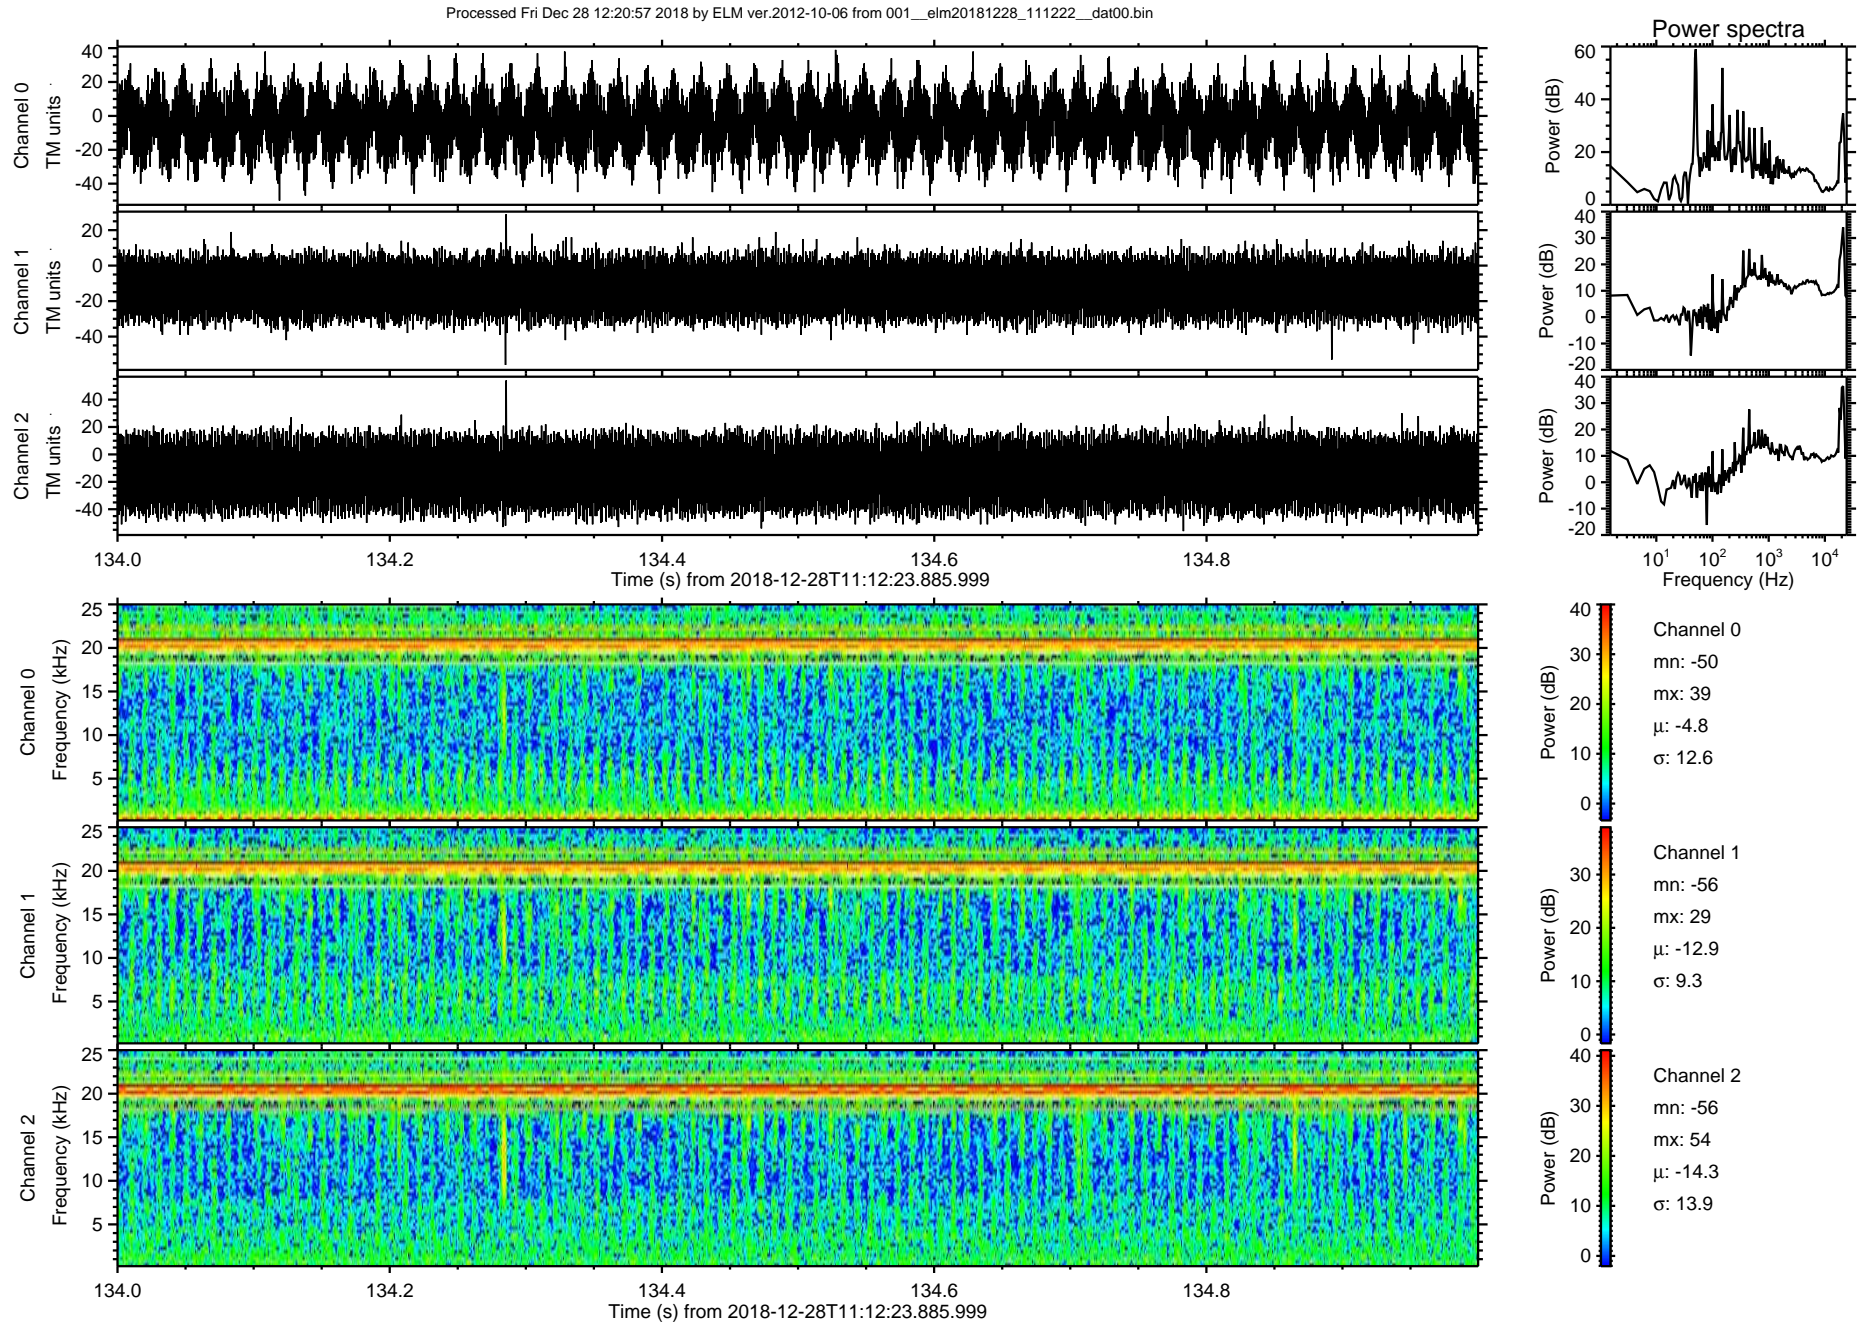 Processed Fri Dec 28 12:20:57 2018 by ELM ver.2012-10-06 from 001__elm20181228_111222__dat00.bin
Power spectra
Channel 0
TM units
40
20
0
-20
-40
Power (dB)
60
40
20
0
Channel 1
TM units
20
0
-20
-40
Power (dB)
40
30
20
10
0
-10
-20
Channel 2
TM units
40
20
0
-20
-40
Power (dB)
40
30
20
10
0
-10
-20
134.0 134.2 134.4 134.6 134.8
Time (s) from 2018-12-28T11:12:23.885.999
10¹ 10² 10³ 10⁴
Frequency (Hz)
Channel 0
Frequency (kHz)
25
20
15
10
5
Power (dB)
40
30
20
10
0
Channel 0
mn: -50
mx: 39
μ: -4.8
σ: 12.6
Channel 1
Frequency (kHz)
25
20
15
10
5
Power (dB)
30
20
10
0
Channel 1
mn: -56
mx: 29
μ: -12.9
σ: 9.3
Channel 2
Frequency (kHz)
25
20
15
10
5
Power (dB)
40
30
20
10
0
Channel 2
mn: -56
mx: 54
μ: -14.3
σ: 13.9
134.0 134.2 134.4 134.6 134.8
Time (s) from 2018-12-28T11:12:23.885.999